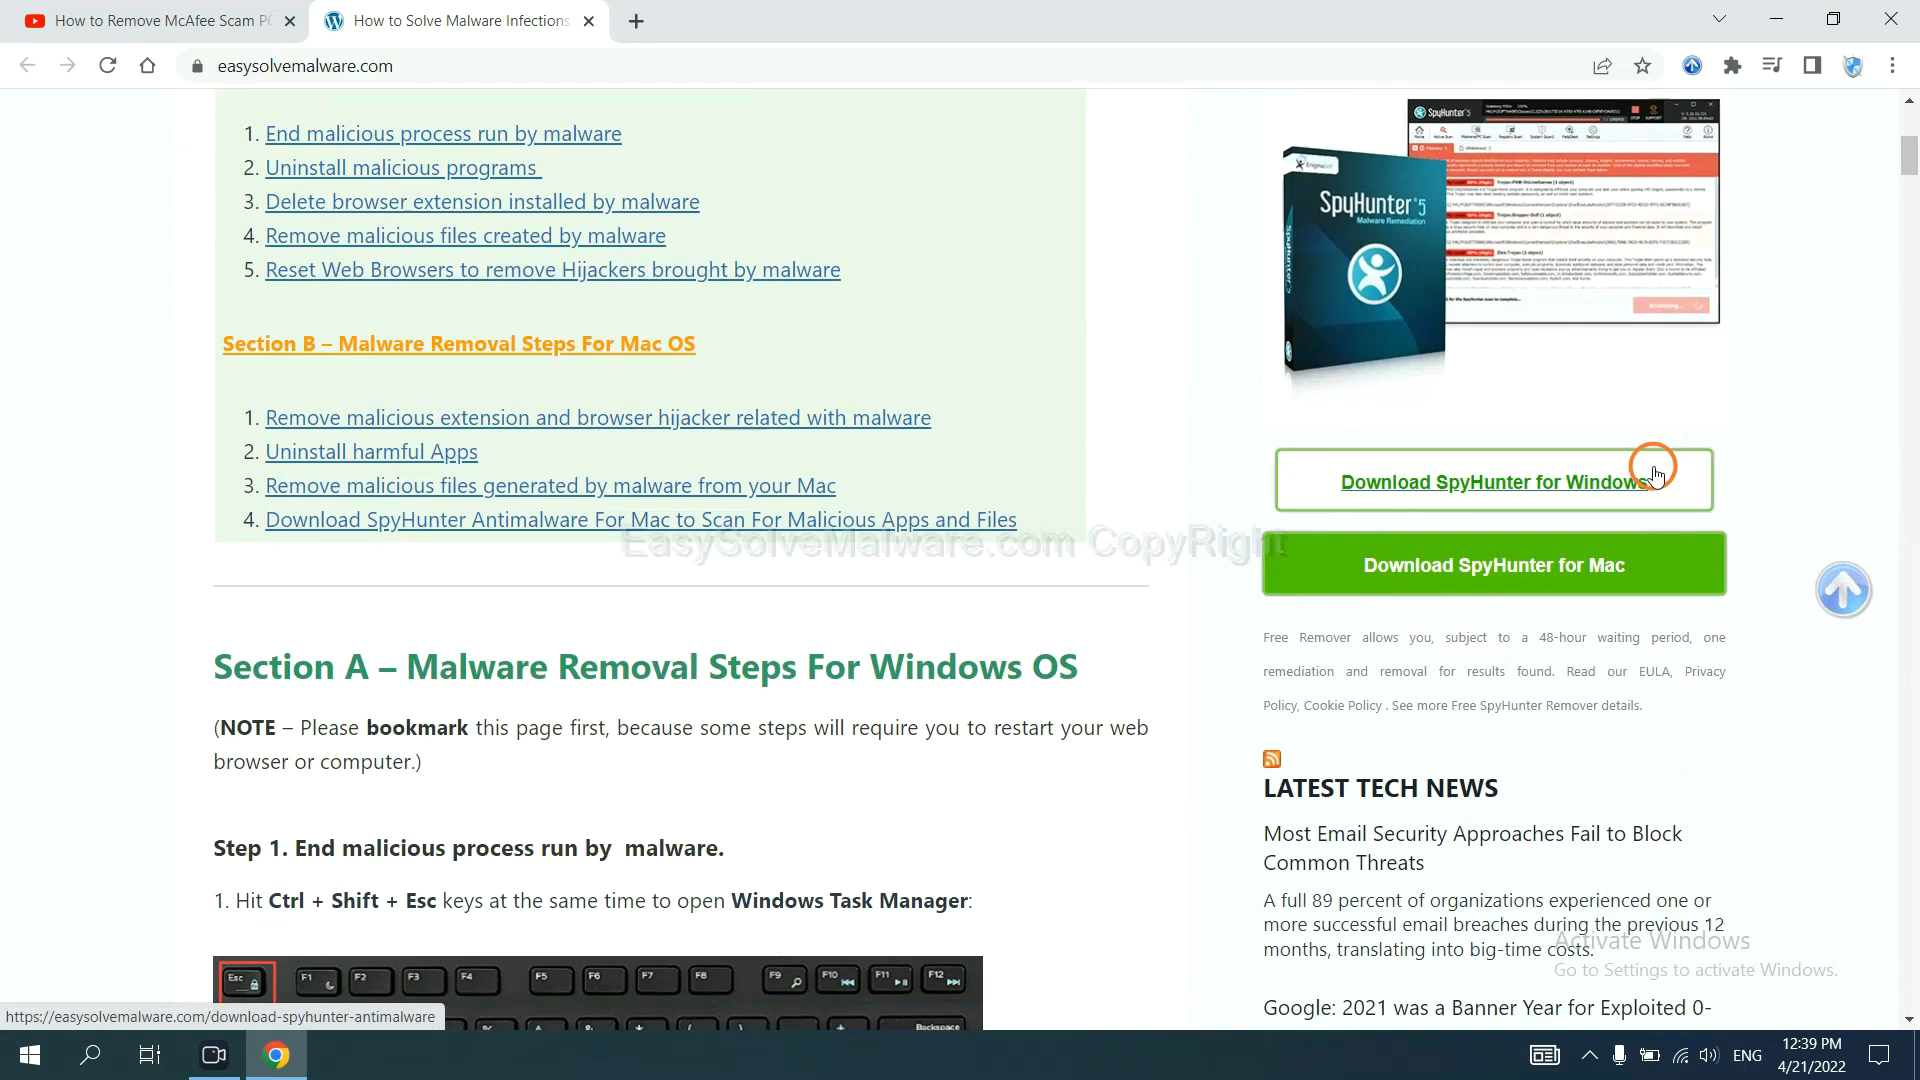 How to Remove McAfee Scam PC
How to Solve Malware Infections
easysolvemalware.com
1. End malicious process run by malware
2. Uninstall malicious programs
3. Delete browser extension installed by malware
4. Remove malicious files created by malware
5. Reset Web Browsers to remove Hijackers brought by malware
Section B – Malware Removal Steps For Mac OS
1. Remove malicious extension and browser hijacker related with malware
2. Uninstall harmful Apps
3. Remove malicious files generated by malware from your Mac
4. Download SpyHunter Antimalware For Mac to Scan For Malicious Apps and Files
EasySolveMalware.com CopyRight
Section A – Malware Removal Steps For Windows OS
(NOTE – Please bookmark this page first, because some steps will require you to restart your web
browser or computer.)
Step 1. End malicious process run by malware.
1. Hit Ctrl + Shift + Esc keys at the same time to open Windows Task Manager:
Esc F1 F2 F3 F4 F5 F6 F7 F8 F9 F10 F11 F12
Backspace
https://easysolvemalware.com/download-spyhunter-antimalware
SpyHunter 5
EnigmaSoft
SpyHunter 5
Malware Remediation
SpyHunter 5
Scanning...
Download SpyHunter for Windows
Download SpyHunter for Mac
Free Remover allows you, subject to a 48-hour waiting period, one
remediation and removal for results found. Read our EULA, Privacy
Policy, Cookie Policy . See more Free SpyHunter Remover details.
LATEST TECH NEWS
Most Email Security Approaches Fail to Block
Common Threats
A full 89 percent of organizations experienced one or
more successful email breaches during the previous 12
months, translating into big-time costs.
Activate Windows
Go to Settings to activate Windows.
Google: 2021 was a Banner Year for Exploited 0-
ENG
12:39 PM
4/21/2022